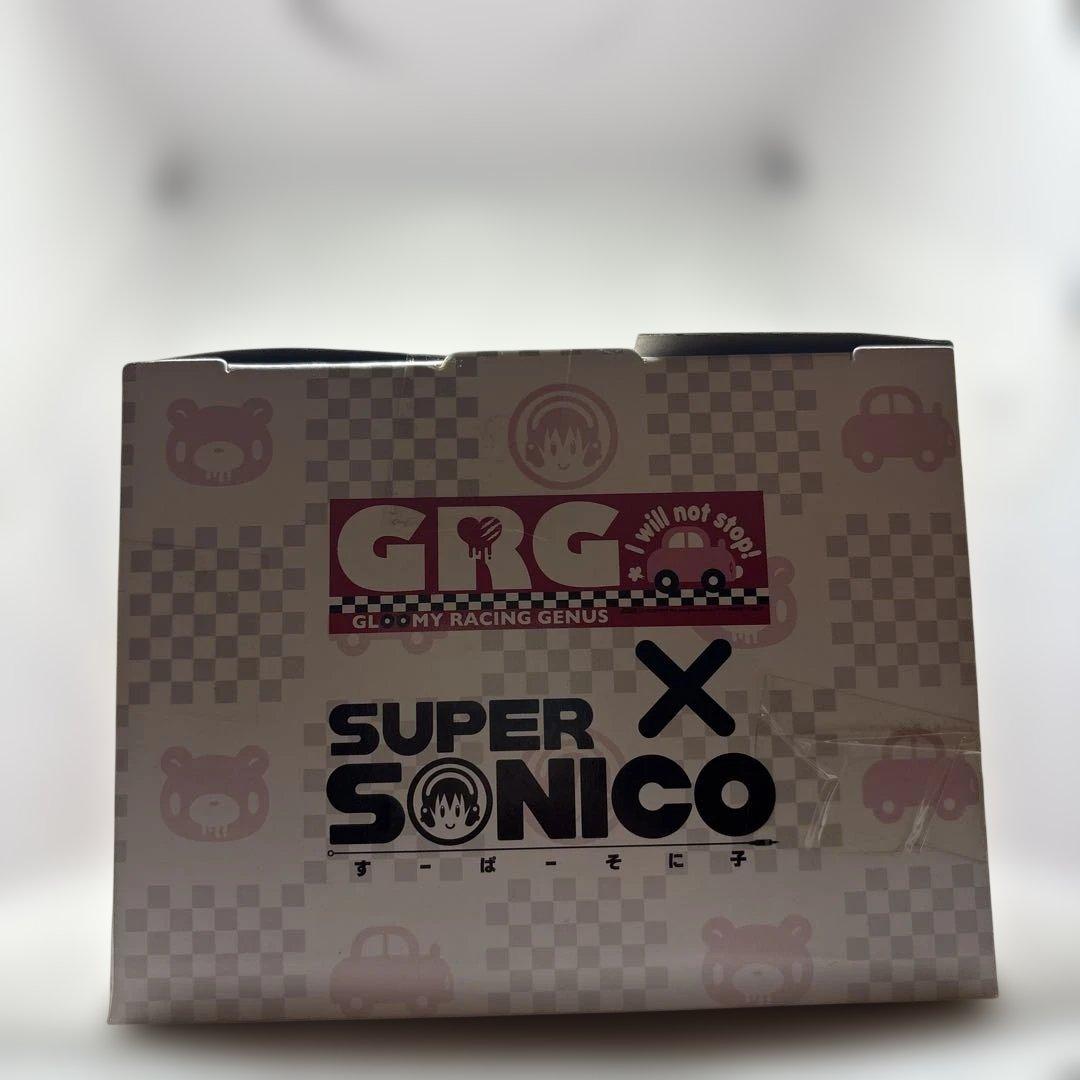 GRG
I will not stop!
GLOOMY RACING GENUS
X
SUPER
SONICO
すーぱーそに子